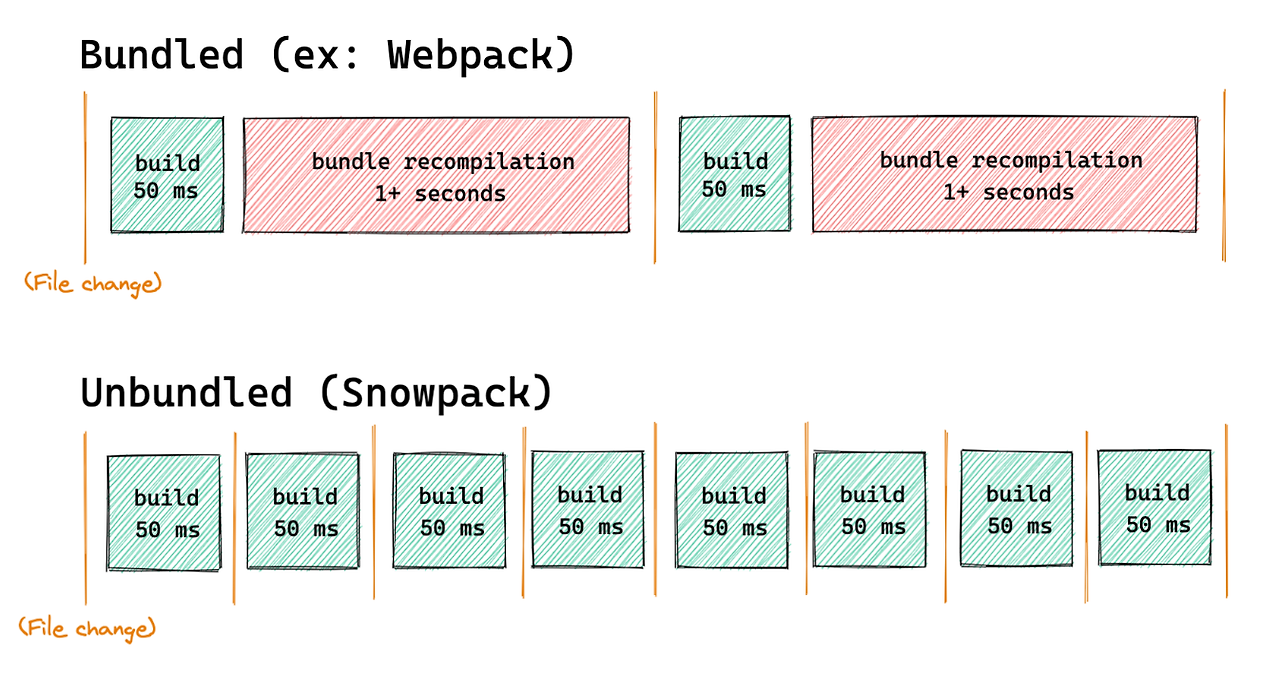 Bundled (ex: Webpack)
build
50 ms
bundle recompilation
1+ seconds
build
50 ms
bundle recompilation
1+ seconds
(File change)
Unbundled (Snowpack)
build
50 ms
build
50 ms
build
50 ms
build
50 ms
build
50 ms
build
50 ms
build
50 ms
build
50 ms
(File change)